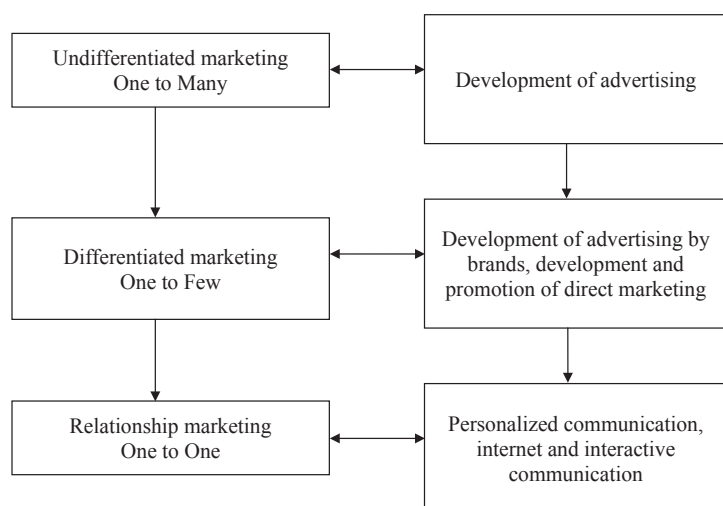 Undifferentiated marketing
One to Many
Development of advertising
Differentiated marketing
One to Few
Development of advertising by
brands, development and
promotion of direct marketing
Relationship marketing
One to One
Personalized communication,
internet and interactive
communication